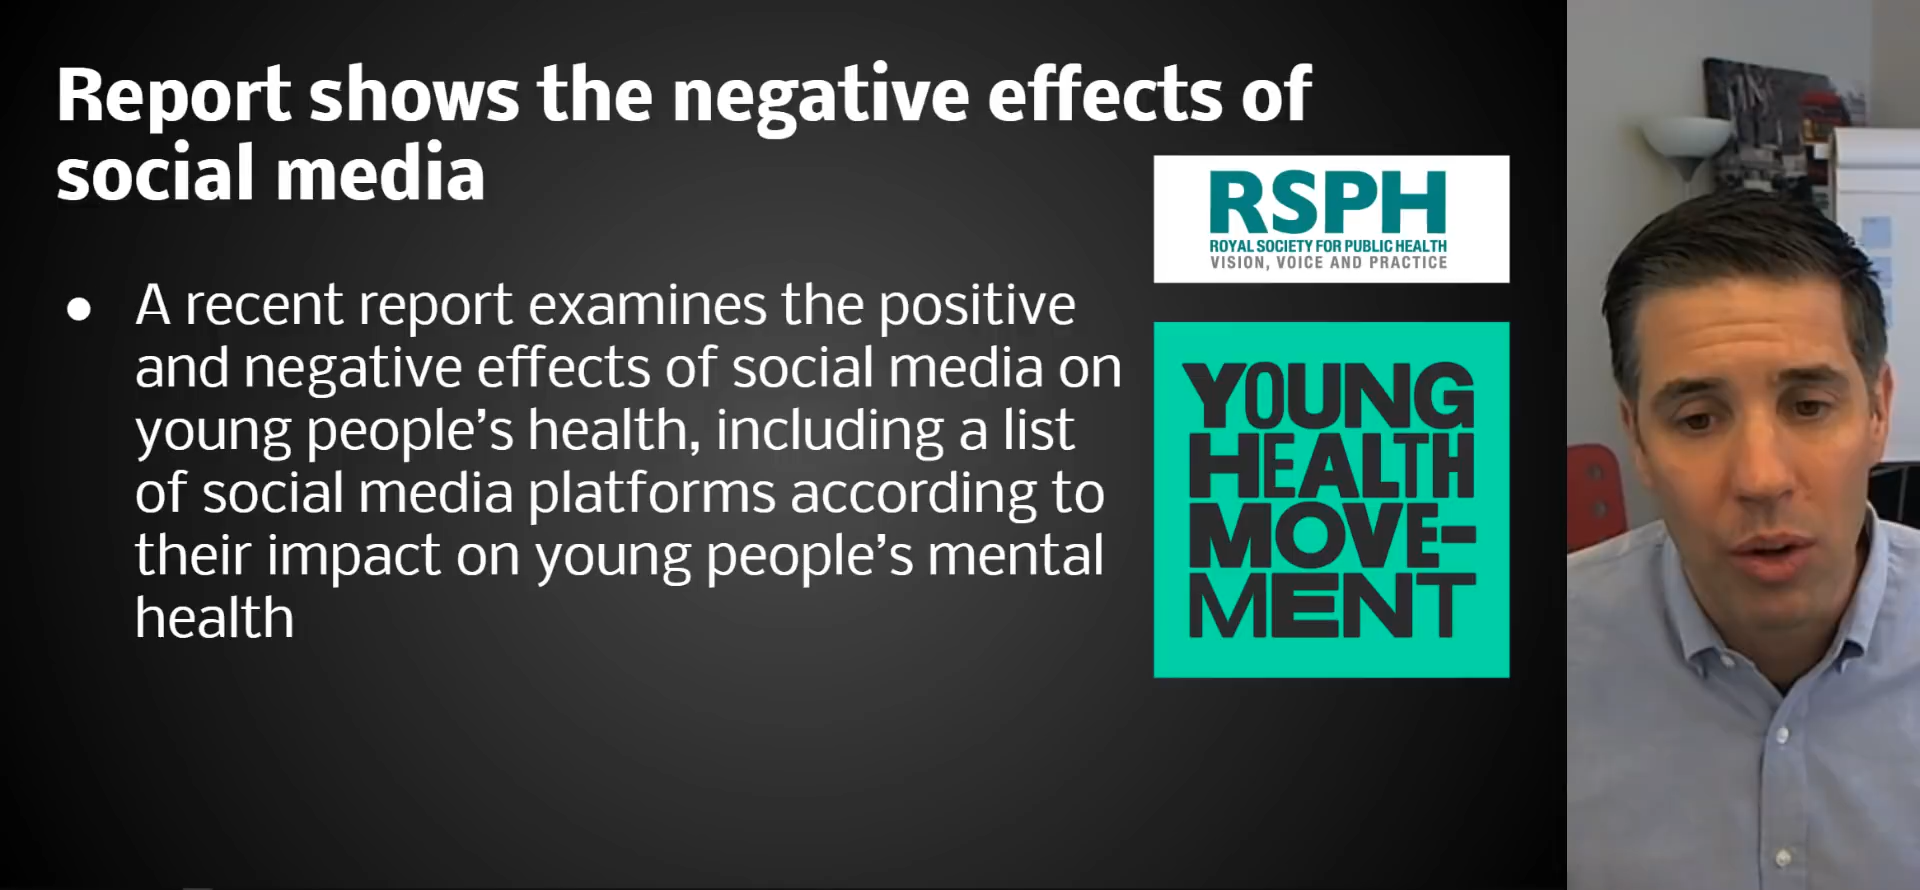 Report shows the negative effects of
social media
RSPH
ROYAL SOCIETY FOR PUBLIC HEALTH
VISION, VOICE AND PRACTICE
● A recent report examines the positive
and negative effects of social media on
young people’s health, including a list
of social media platforms according to
their impact on young people’s mental
health
YOUNG
HEALTH
MOVE-
MENT